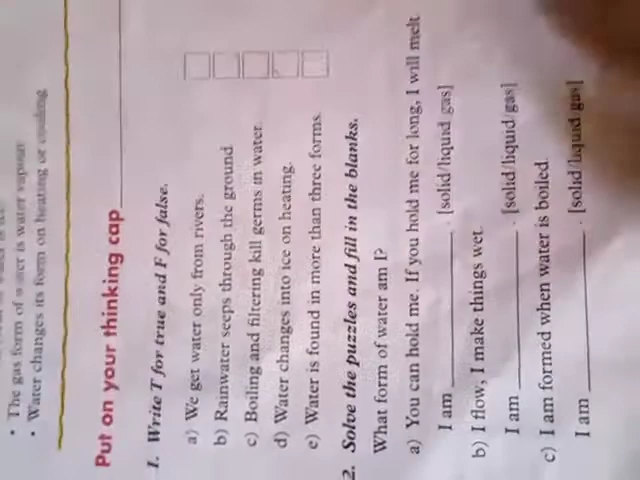 • The gas form of water is water vapour
• Water changes its form on heating or cooling
Put on your thinking cap
1. Write T for true and F for false.
a) We get water only from rivers.
b) Rainwater seeps through the ground
c) Boiling and filtering kill germs in water.
d) Water changes into ice on heating.
e) Water is found in more than three forms.
2. Solve the puzzles and fill in the blanks.
What form of water am I?
a) You can hold me. If you hold me for long, I will melt.
I am __________. [solid/liquid/gas]
b) I flow, I make things wet.
I am __________. [solid/liquid/gas]
c) I am formed when water is boiled.
I am __________. [solid/liquid/gas]